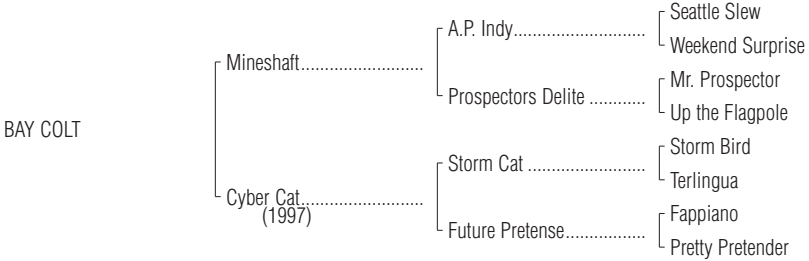 Seattle Slew
A.P. Indy..............................
Weekend Surprise
Mineshaft............................
Mr. Prospector
Prospectors Delite .............
Up the Flagpole
BAY COLT
Storm Bird
Storm Cat ...........................
Terlingua
Cyber Cat............................
(1997)
Fappiano
Future Pretense..................
Pretty Pretender